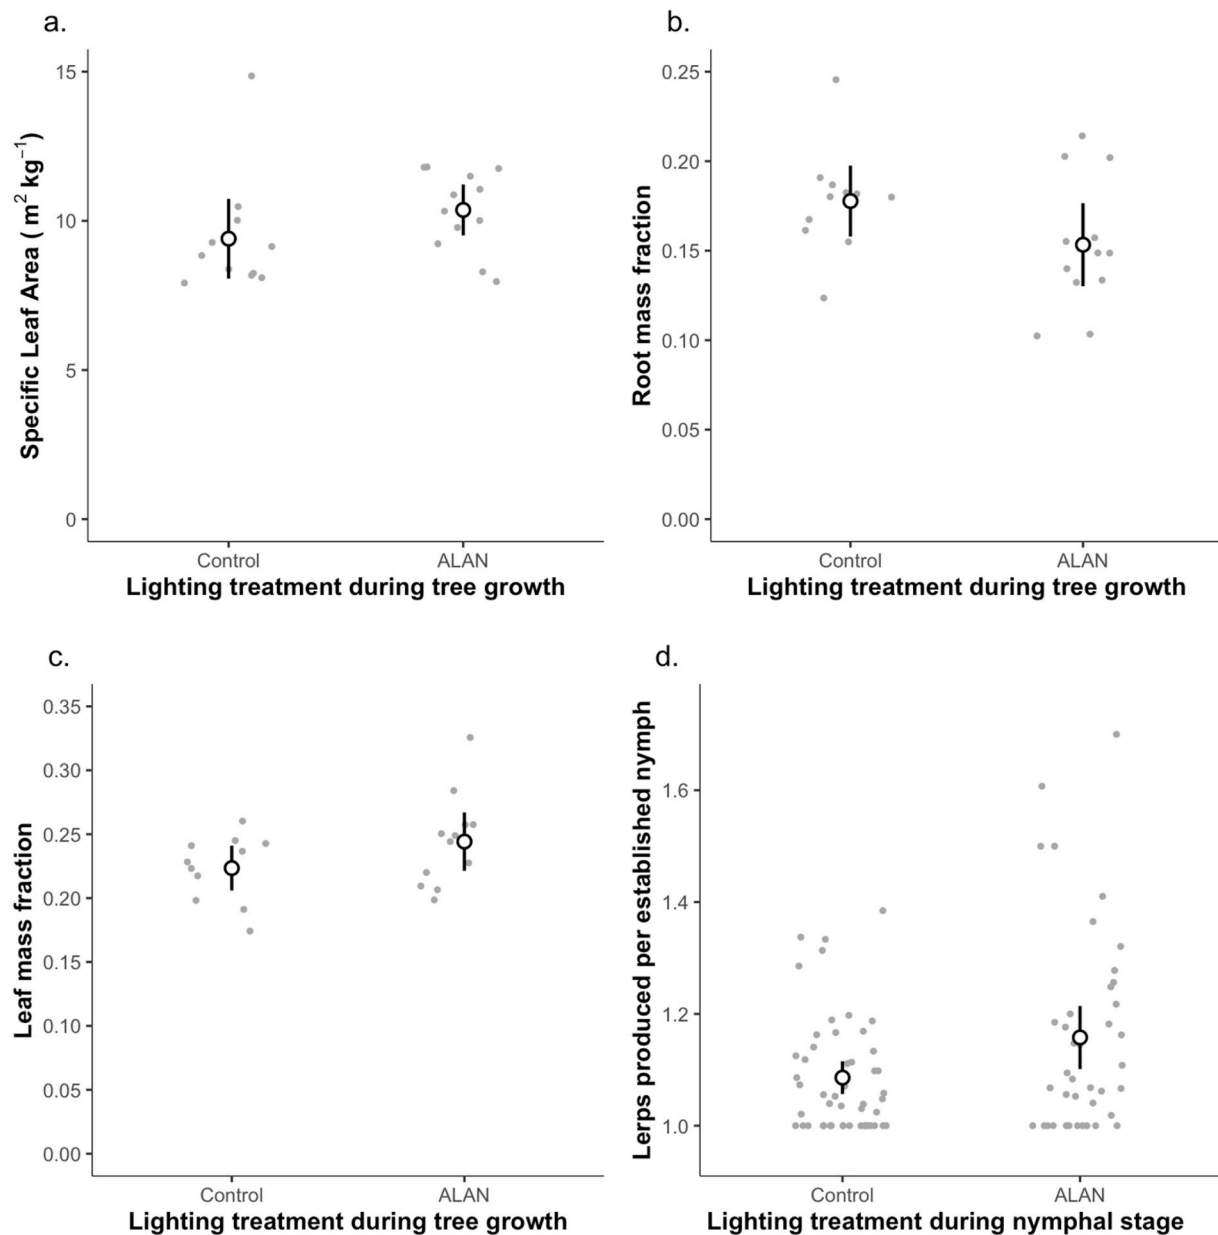 a.
Specific Leaf Area ( m² kg⁻¹)
15
10
5
0
Control
ALAN
Lighting treatment during tree growth
b.
Root mass fraction
0.25
0.20
0.15
0.10
0.05
0.00
Control
ALAN
Lighting treatment during tree growth
c.
Leaf mass fraction
0.35
0.30
0.25
0.20
0.15
0.10
0.05
0.00
Control
ALAN
Lighting treatment during tree growth
d.
Lerps produced per established nymph
1.6
1.4
1.2
1.0
Control
ALAN
Lighting treatment during nymphal stage